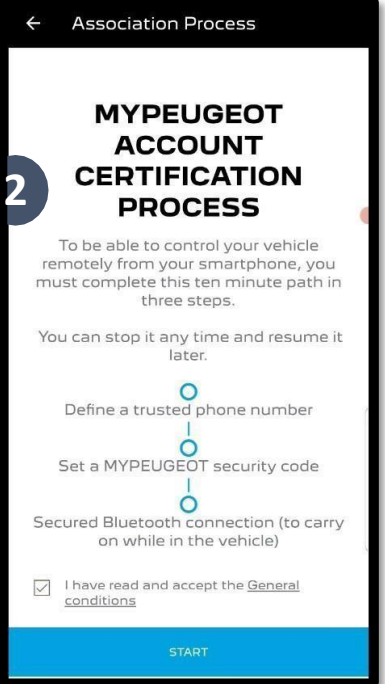 ← Association Process
MYPEUGEOT
ACCOUNT
CERTIFICATION
PROCESS
2
To be able to control your vehicle
remotely from your smartphone, you
must complete this ten minute path in
three steps.
You can stop it any time and resume it
later.
Define a trusted phone number
Set a MYPEUGEOT security code
Secured Bluetooth connection (to carry
on while in the vehicle)
I have read and accept the General
conditions
START